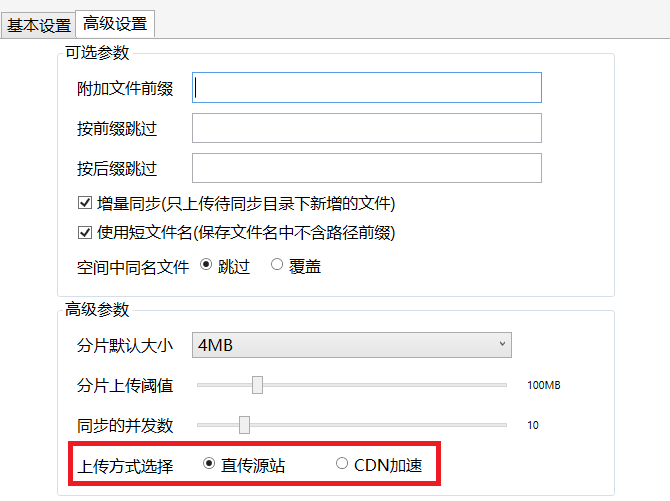 基本设置 高级设置
可选参数
附加文件前缀
按前缀跳过
按后缀跳过
增量同步(只上传待同步目录下新增的文件)
使用短文件名(保存文件名中不含路径前缀)
空间中同名文件 跳过 覆盖
高级参数
分片默认大小 4MB
分片上传阈值 100MB
同步的并发数 10
上传方式选择 直传源站 CDN加速